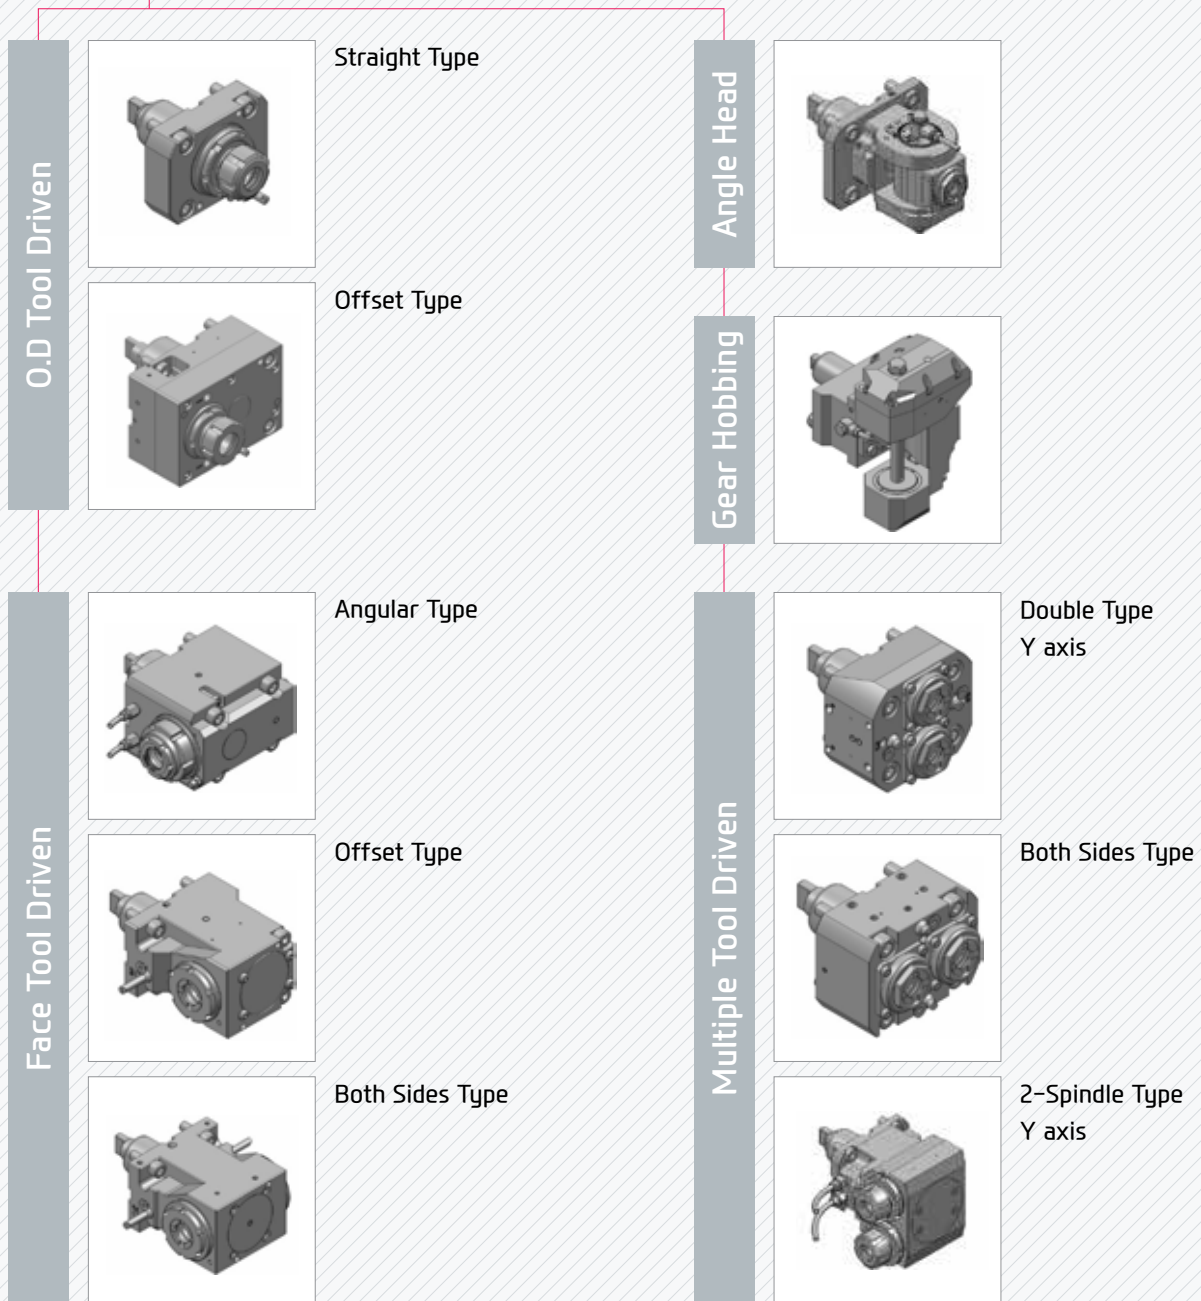 O.D Tool Driven
Straight Type
Offset Type
Face Tool Driven
Angular Type
Offset Type
Both Sides Type
Angle Head
Gear Hobbing
Multiple Tool Driven
Double Type
Y axis
Both Sides Type
2-Spindle Type
Y axis